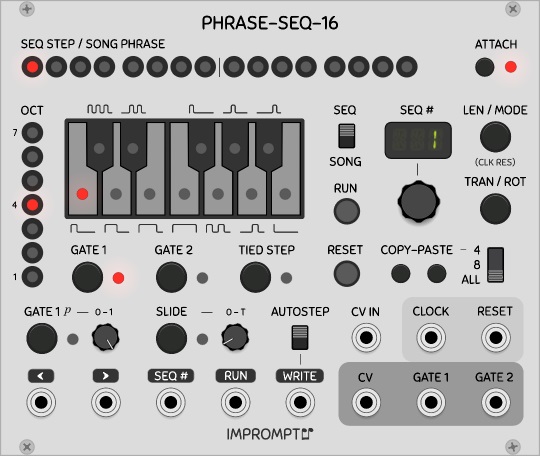 PHRASE-SEQ-16
SEQ STEP / SONG PHRASE
ATTACH
OCT
SEQ
SEQ #
LEN / MODE
7
1
(CLK RES)
SONG
TRAN / ROT
RUN
4
1
GATE 1
GATE 2
TIED STEP
RESET
COPY-PASTE
4
8
ALL
GATE 1 p
0-1
SLIDE
0-T
AUTOSTEP
CV IN
CLOCK
RESET
<
>
SEQ #
RUN
WRITE
CV
GATE 1
GATE 2
IMPROMPT